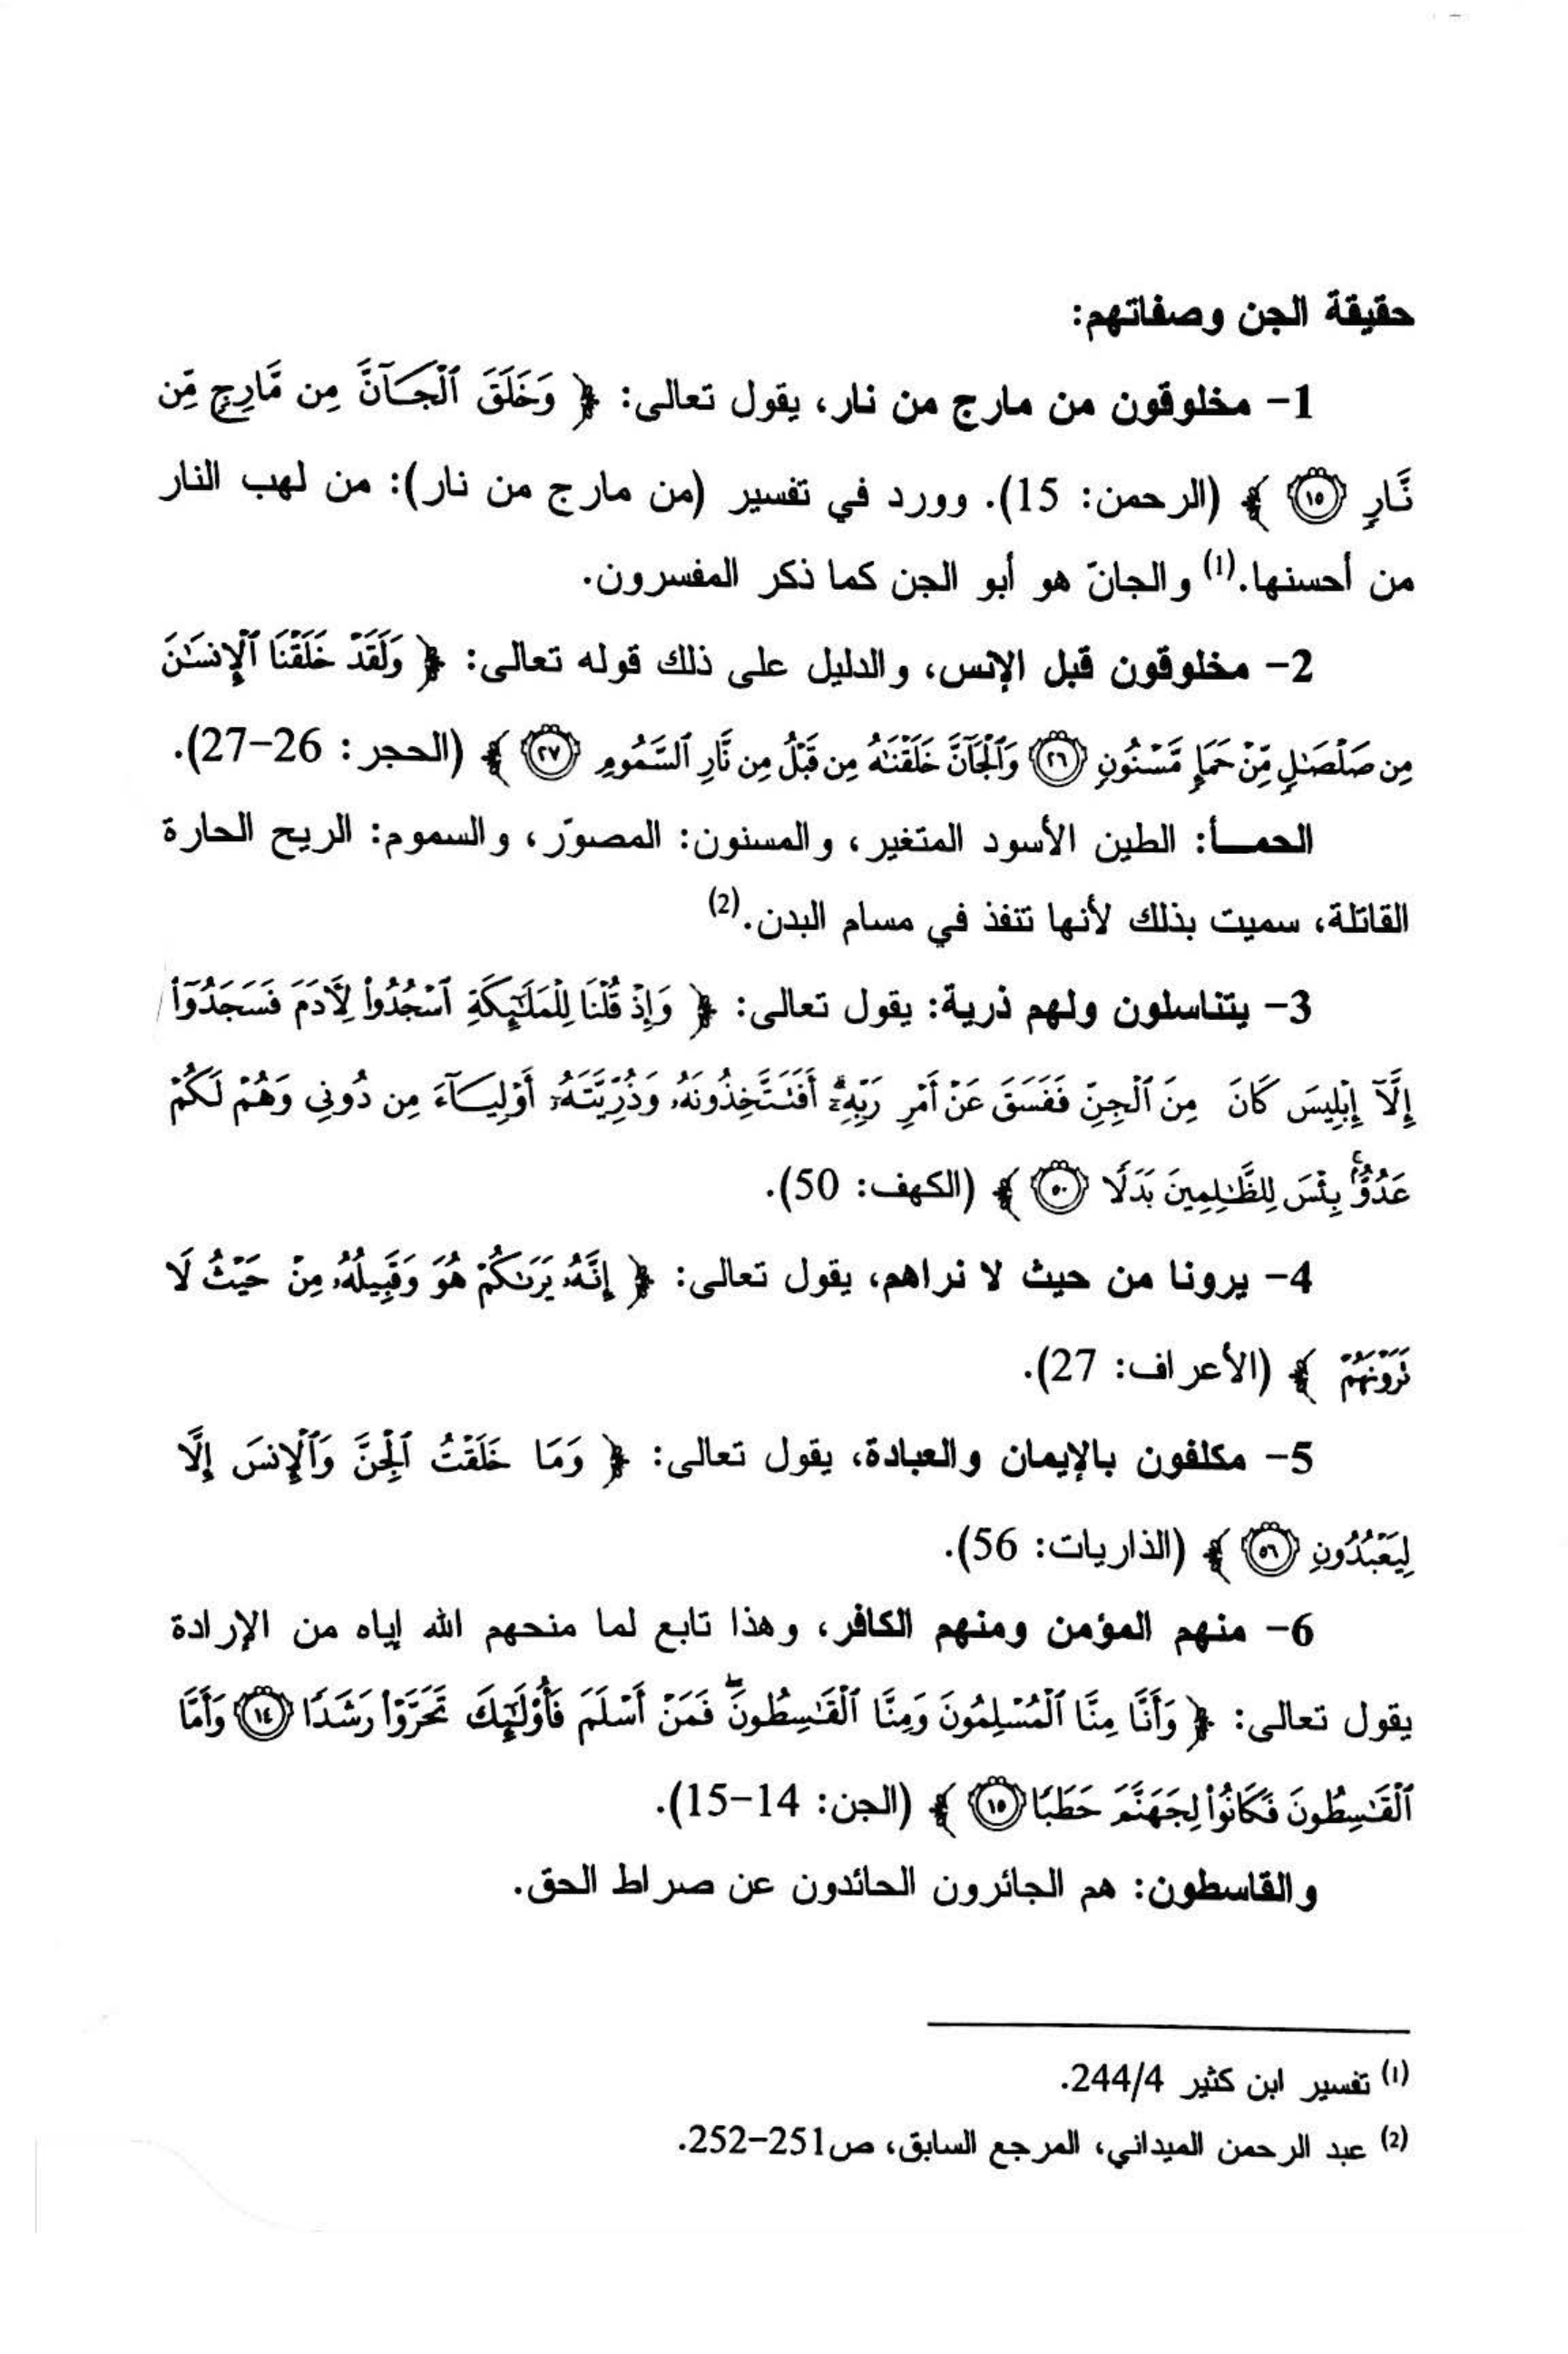 حقيقة الجن وصفاتهم:
1- مخلوقون من مارج من نار، يقول تعالى: ﴿ وَخَلَقَ ٱلْجَآنَّ مِن مَّارِجٍ مِّن
نَّارٍ ۝١٥ ﴾ (الرحمن: 15). وورد في تفسير (من مارج من نار): من لهب النار
من أحسنها.(1) والجانّ هو أبو الجن كما ذكر المفسرون.
2- مخلوقون قبل الإنس، والدليل على ذلك قوله تعالى: ﴿ وَلَقَدْ خَلَقْنَا ٱلْإِنسَـٰنَ
مِن صَلْصَـٰلٍ مِّنْ حَمَإٍ مَّسْنُونٍ ۝٢٦ وَٱلْجَآنَّ خَلَقْنَـٰهُ مِن قَبْلُ مِن نَّارِ ٱلسَّمُومِ ۝٢٧ ﴾ (الحجر: 26-27).
الحمـــأ: الطين الأسود المتغير، والمسنون: المصوّر، والسموم: الريح الحارة
القاتلة، سميت بذلك لأنها تنفذ في مسام البدن.(2)
3- يتناسلون ولهم ذرية: يقول تعالى: ﴿ وَإِذْ قُلْنَا لِلْمَلَـٰٓئِكَةِ ٱسْجُدُوا۟ لِـَٔادَمَ فَسَجَدُوٓا۟
إِلَّآ إِبْلِيسَ كَانَ مِنَ ٱلْجِنِّ فَفَسَقَ عَنْ أَمْرِ رَبِّهِۦٓ ۗ أَفَتَتَّخِذُونَهُۥ وَذُرِّيَّتَهُۥٓ أَوْلِيَآءَ مِن دُونِى وَهُمْ لَكُمْ
عَدُوٌّۢ ۚ بِئْسَ لِلظَّـٰلِمِينَ بَدَلًا ۝٥٠ ﴾ (الكهف: 50).
4- يرونا من حيث لا نراهم، يقول تعالى: ﴿ إِنَّهُۥ يَرَىٰكُمْ هُوَ وَقَبِيلُهُۥ مِنْ حَيْثُ لَا
تَرَوْنَهُمْ ﴾ (الأعراف: 27).
5- مكلفون بالإيمان والعبادة، يقول تعالى: ﴿ وَمَا خَلَقْتُ ٱلْجِنَّ وَٱلْإِنسَ إِلَّا
لِيَعْبُدُونِ ۝٥٦ ﴾ (الذاريات: 56).
6- منهم المؤمن ومنهم الكافر، وهذا تابع لما منحهم الله إياه من الإرادة
يقول تعالى: ﴿ وَأَنَّا مِنَّا ٱلْمُسْلِمُونَ وَمِنَّا ٱلْقَـٰسِطُونَ ۖ فَمَنْ أَسْلَمَ فَأُو۟لَـٰٓئِكَ تَحَرَّوْا۟ رَشَدًا ۝١٤ وَأَمَّا
ٱلْقَـٰسِطُونَ فَكَانُوا۟ لِجَهَنَّمَ حَطَبًا ۝١٥ ﴾ (الجن: 14-15).
والقاسطون: هم الجائرون الحائدون عن صراط الحق.
(1) تفسير ابن كثير 244/4.
(2) عبد الرحمن الميداني، المرجع السابق، ص251-252.